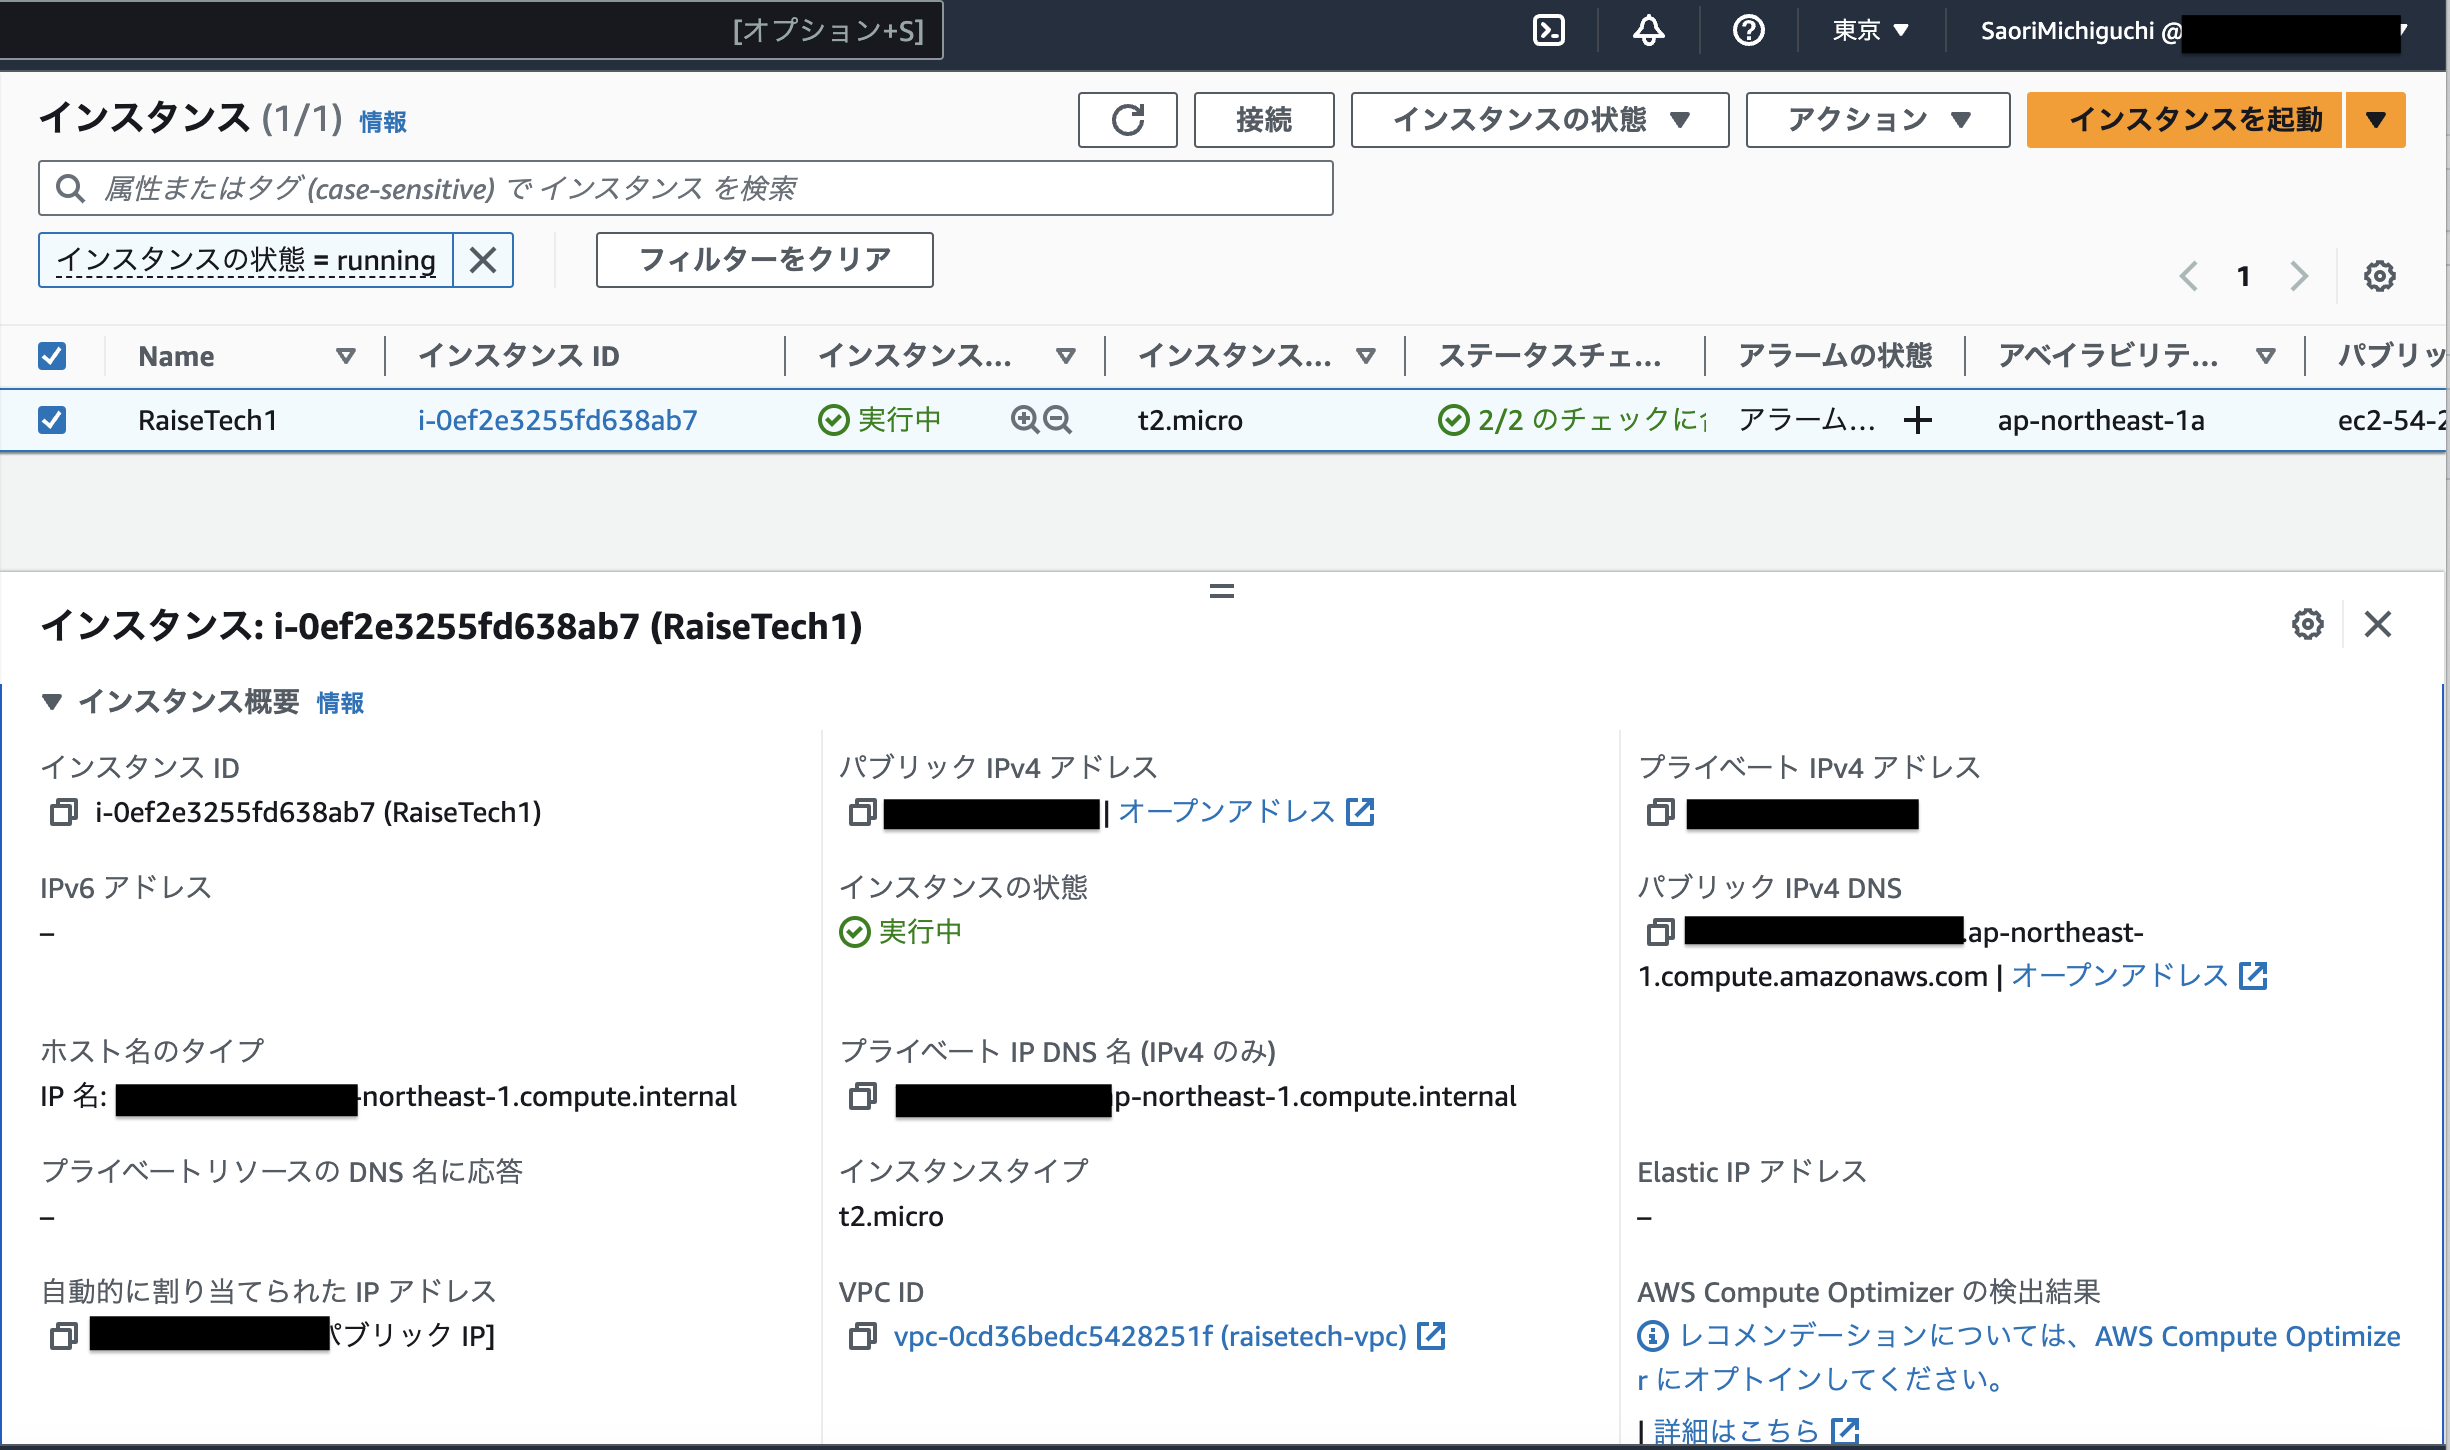 [オプション+S]
東京 ▼
SaoriMichiguchi @
インスタンス (1/1) 情報
接続
インスタンスの状態 ▼
アクション ▼
インスタンスを起動 ▼
属性またはタグ (case-sensitive) で インスタンス を検索
インスタンスの状態 = running
フィルターをクリア
1
Name インスタンス ID インスタンス... インスタンス... ステータスチェ... アラームの状態 アベイラビリティ... パブリッ
RaiseTech1 i-0ef2e3255fd638ab7 実行中 t2.micro 2/2 のチェックに アラーム... + ap-northeast-1a ec2-54-2
インスタンス: i-0ef2e3255fd638ab7 (RaiseTech1)
▼ インスタンス概要 情報
インスタンス ID
i-0ef2e3255fd638ab7 (RaiseTech1)
パブリック IPv4 アドレス
| オープンアドレス
プライベート IPv4 アドレス
IPv6 アドレス
–
インスタンスの状態
実行中
パブリック IPv4 DNS
.ap-northeast-
1.compute.amazonaws.com | オープンアドレス
ホスト名のタイプ
IP 名: -northeast-1.compute.internal
プライベート IP DNS 名 (IPv4 のみ)
p-northeast-1.compute.internal
プライベートリソースの DNS 名に応答
–
インスタンスタイプ
t2.micro
Elastic IP アドレス
–
自動的に割り当てられた IP アドレス
パブリック IP]
VPC ID
vpc-0cd36bedc5428251f (raisetech-vpc)
AWS Compute Optimizer の検出結果
レコメンデーションについては、AWS Compute Optimize
r にオプトインしてください。
| 詳細はこちら